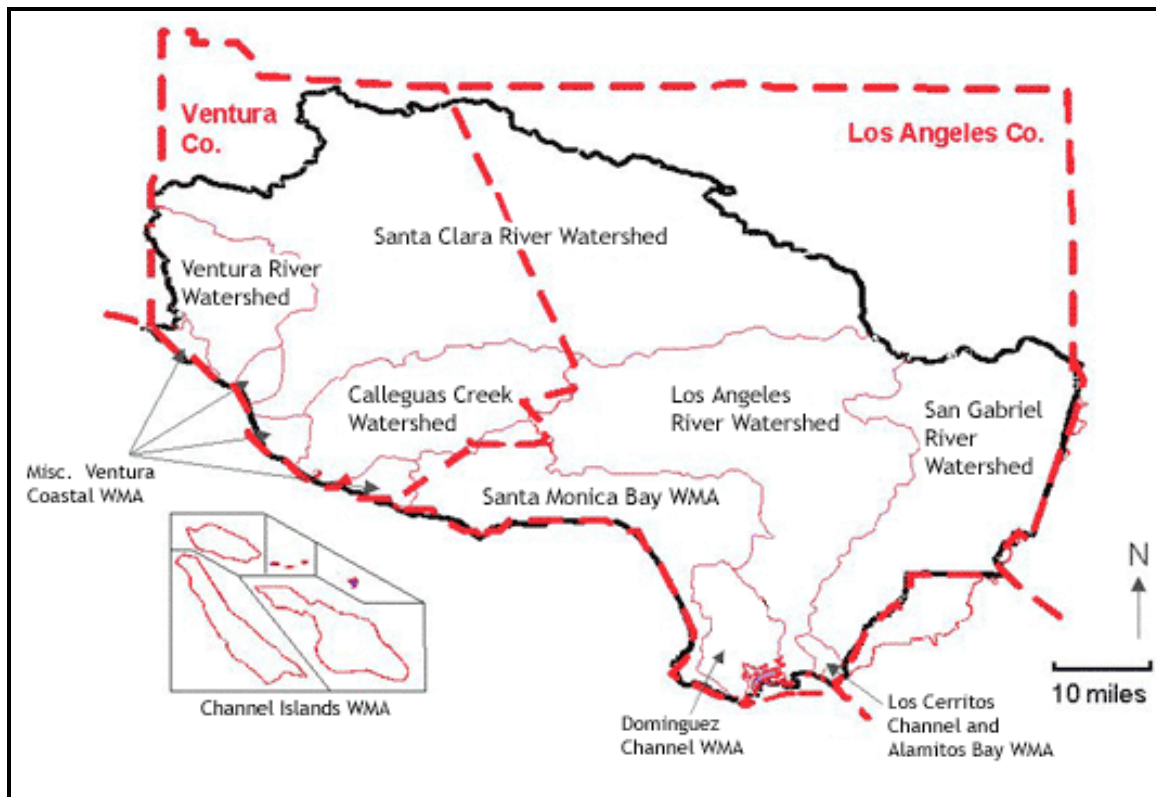 Ventura
Co.
Los Angeles Co.
Santa Clara River Watershed
Ventura River
Watershed
Calleguas Creek
Watershed
Los Angeles
River Watershed
San Gabriel
River
Watershed
Misc. Ventura
Coastal WMA
Santa Monica Bay WMA
N
10 miles
Channel Islands WMA
Dominguez
Channel WMA
Los Cerritos
Channel and
Alamitos Bay WMA